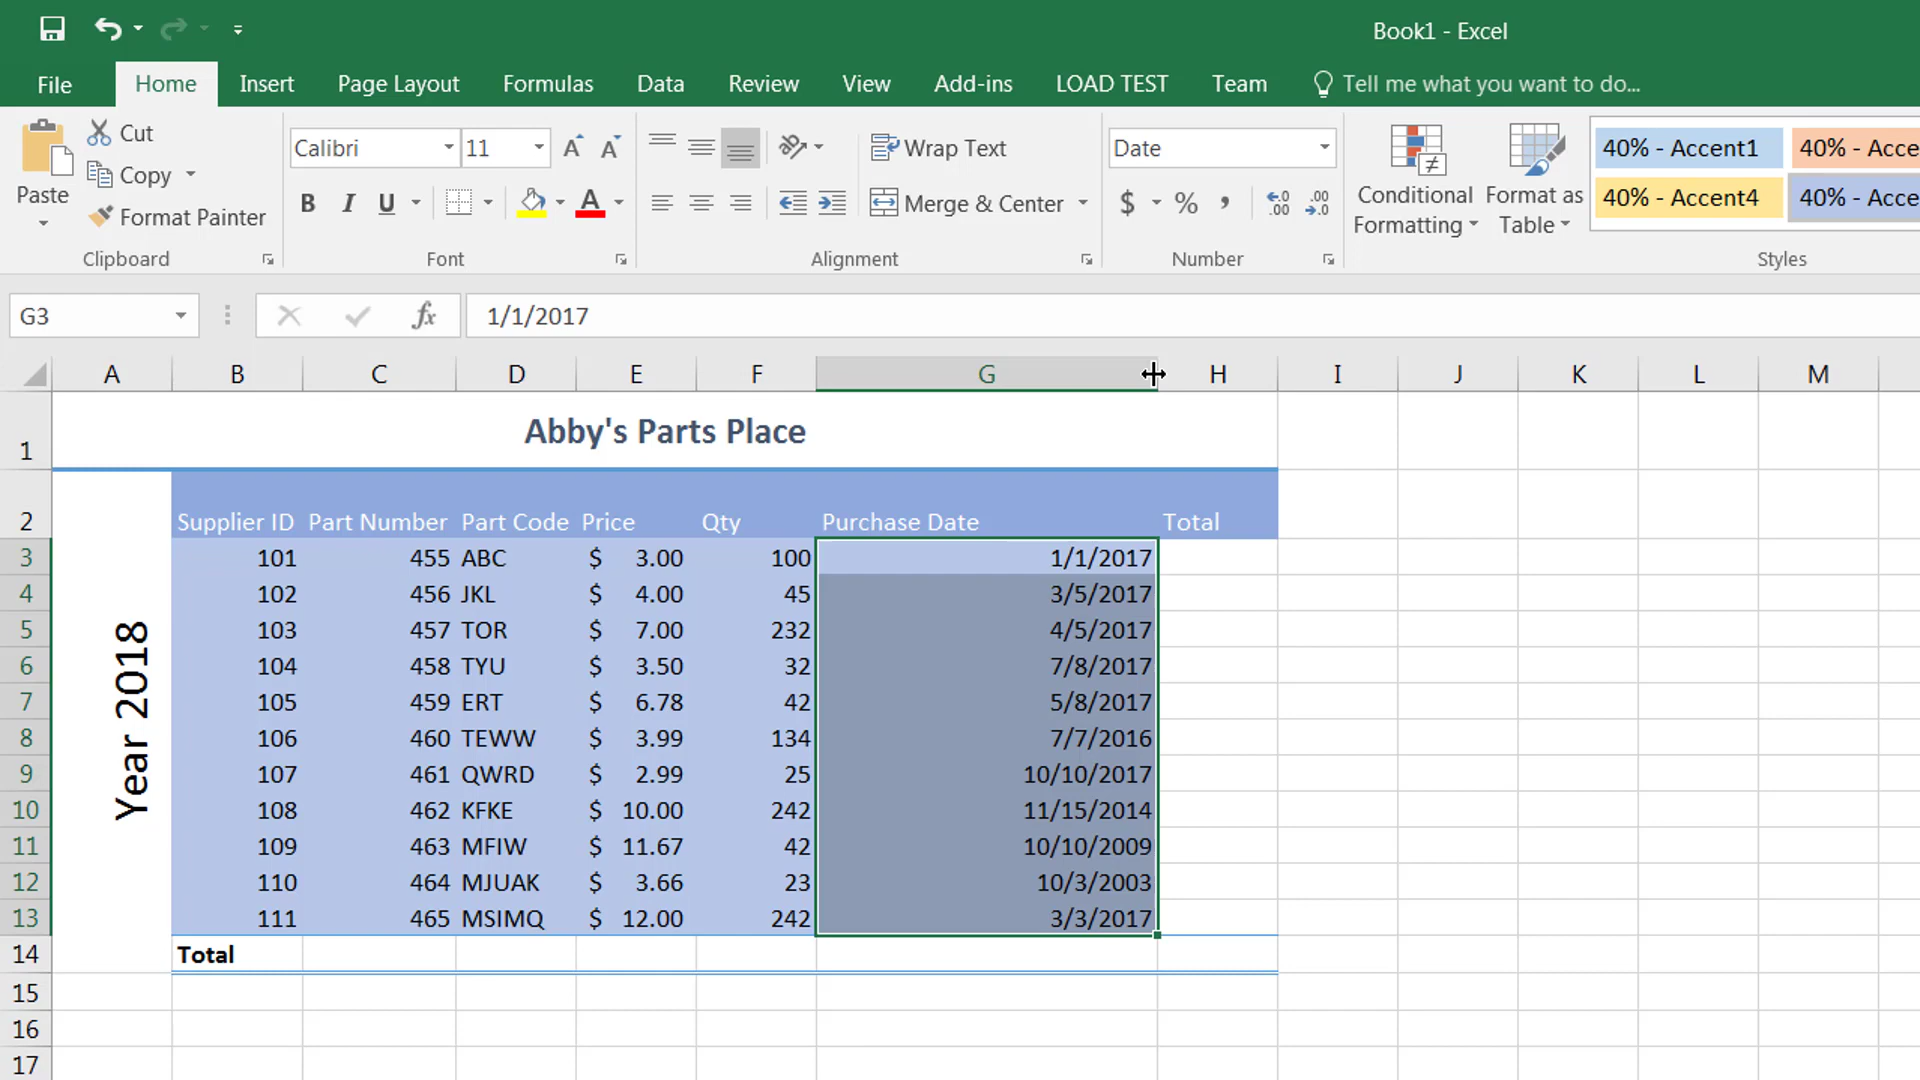 Book1 - Excel
File Home Insert Page Layout Formulas Data Review View Add-ins LOAD TEST Team Tell me what you want to do...
Paste
Cut
Copy
Format Painter
Clipboard
Calibri 11
B I U A
Font
Wrap Text
Merge & Center
Alignment
Date
$ % , .00 .00
Number
Conditional Formatting
Format as Table
40% - Accent1 40% - Acce
40% - Accent4 40% - Acce
Styles
G3 fx 1/1/2017
A B C D E F G H I J K L M
1 Abby's Parts Place
2 Supplier ID Part Number Part Code Price Qty Purchase Date Total
Year 2018
3 101 455 ABC $ 3.00 100 1/1/2017
4 102 456 JKL $ 4.00 45 3/5/2017
5 103 457 TOR $ 7.00 232 4/5/2017
6 104 458 TYU $ 3.50 32 7/8/2017
7 105 459 ERT $ 6.78 42 5/8/2017
8 106 460 TEWW $ 3.99 134 7/7/2016
9 107 461 QWRD $ 2.99 25 10/10/2017
10 108 462 KFKE $ 10.00 242 11/15/2014
11 109 463 MFIW $ 11.67 42 10/10/2009
12 110 464 MJUAK $ 3.66 23 10/3/2003
13 111 465 MSIMQ $ 12.00 242 3/3/2017
14 Total
15
16
17